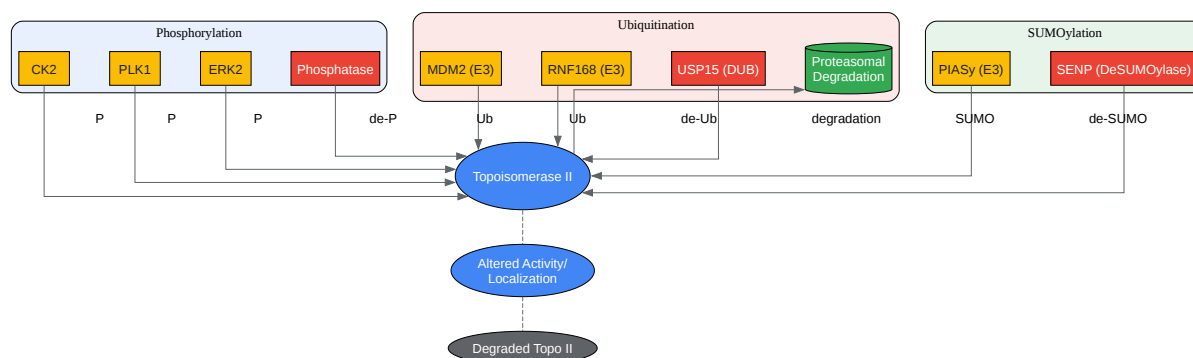 Phosphorylation
Ubiquitination
SUMOylation
CK2
PLK1
ERK2
Phosphatase
MDM2 (E3)
RNF168 (E3)
USP15 (DUB)
Proteasomal
Degradation
PIASy (E3)
SENP (DeSUMOylase)
P
P
P
de-P
Ub
Ub
de-Ub
degradation
SUMO
de-SUMO
Topoisomerase II
Altered Activity/
Localization
Degraded Topo II